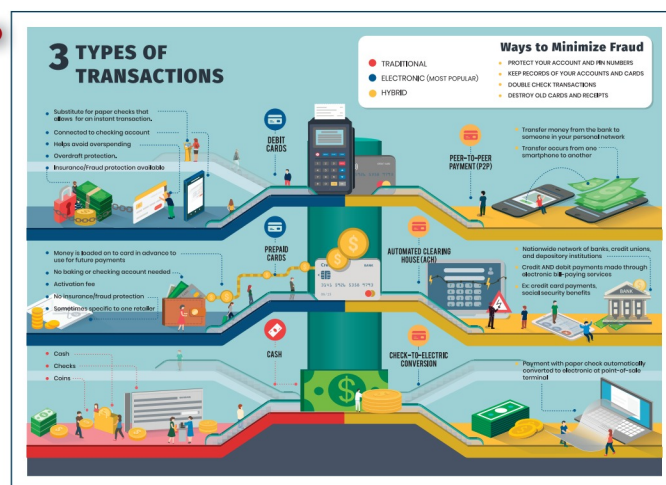 3 TYPES OF
TRANSACTIONS
TRADITIONAL
ELECTRONIC (MOST POPULAR)
HYBRID
Ways to Minimize Fraud
PROTECT YOUR ACCOUNT AND PIN NUMBERS
KEEP RECORDS OF YOUR ACCOUNTS AND CARDS
DOUBLE CHECK TRANSACTIONS
DESTROY OLD CARDS AND RECEIPTS
Substitute for paper checks that
allows for an instant transaction.
Connected to checking account
Helps avoid overspending
Overdraft protection.
Insurance/Fraud protection available
DEBIT
CARDS
PEER-TO-PEER
PAYMENT(P2P)
Transfer money from the bank to
someone in your personal network
Transfer occurs from one
smartphone to another
Money is loaded on to card in advance to
use for future payments
No baking or checking account needed
Activation fee
No insurance/fraud protection
Sometimes specific to one retailer
PREPAID
CARDS
AUTOMATED CLEARING
HOUSE (ACH)
Nationwide network of banks, credit unions,
and depository institutions
Credit AND debit payments made through
electronic bill-paying services
Ex: credit card payments,
social security benefits
BANK
Cash
Checks
Coins
CASH
CHECK-TO-ELECTRIC
CONVERSION
Payment with paper check automatically
converted to electronic at point-of-sale
terminal